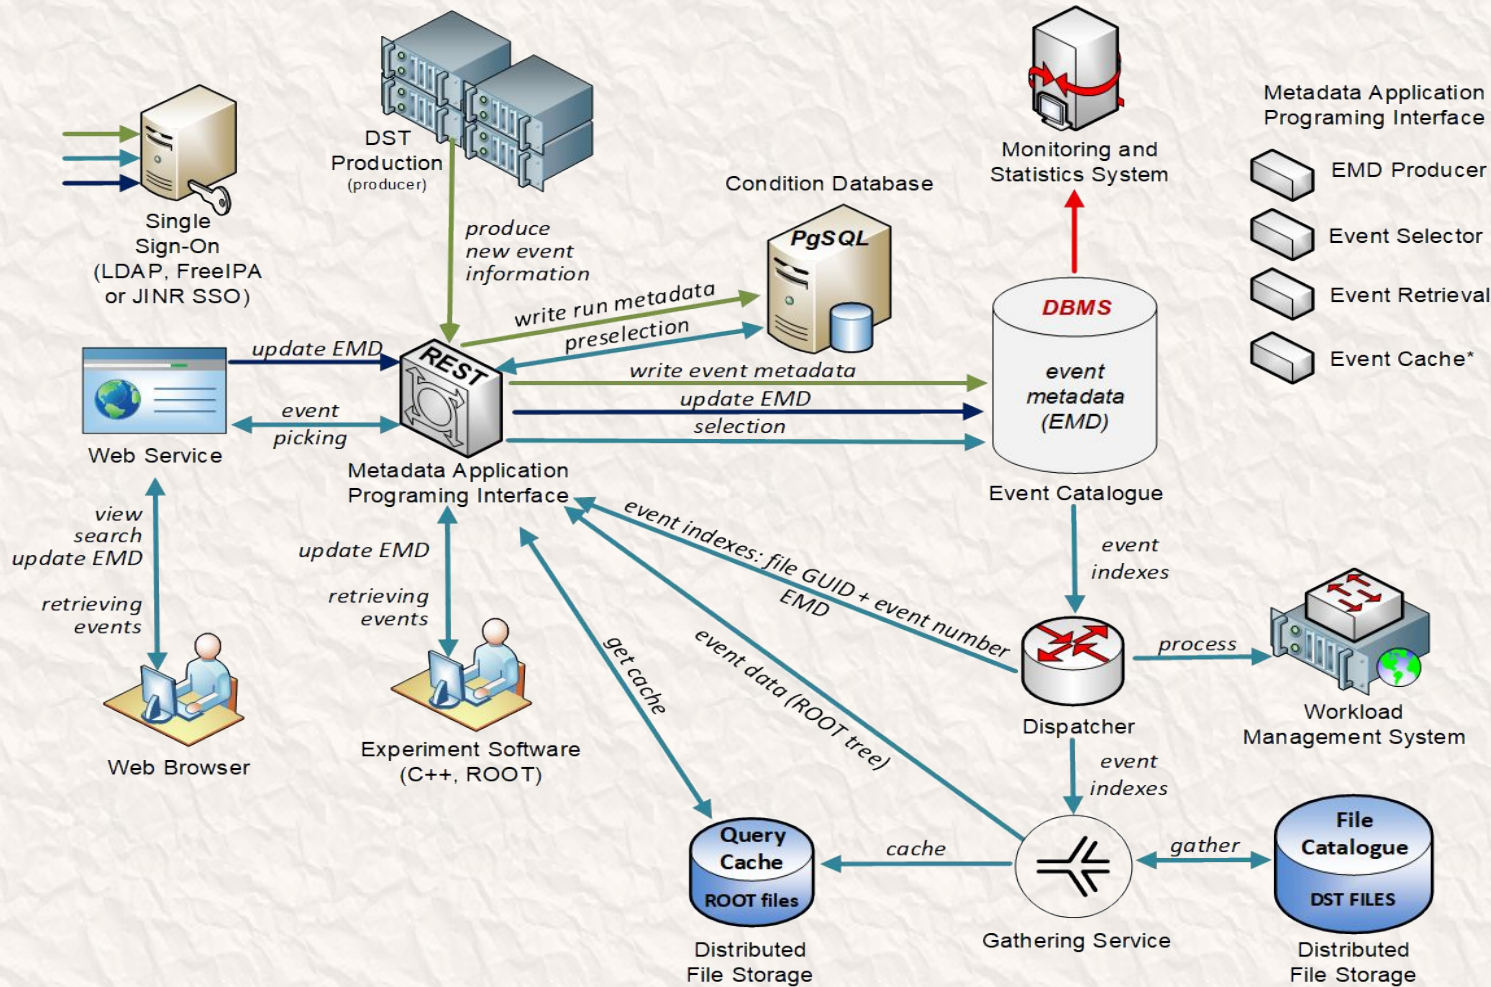 DST
Production
(producer)
Single
Sign-On
(LDAP, FreeIPA
or JINR SSO)
produce
new event
information
Condition Database
PgSQL
Monitoring and
Statistics System
Metadata Application
Programing Interface
EMD Producer
Event Selector
Event Retrieval
Event Cache*
write run metadata
preselection
DBMS
event
metadata
(EMD)
Event Catalogue
update EMD
REST
write event metadata
update EMD
selection
event
picking
Web Service
Metadata Application
Programing Interface
view
search
update EMD
retrieving
events
Web Browser
update EMD
retrieving
events
Experiment Software
(C++, ROOT)
event indexes: file GUID + event number
EMD
event data (ROOT tree)
get cache
event
indexes
process
Dispatcher
Workload
Management System
event
indexes
Query
Cache
ROOT files
Distributed
File Storage
cache
Gathering Service
gather
File
Catalogue
DST FILES
Distributed
File Storage